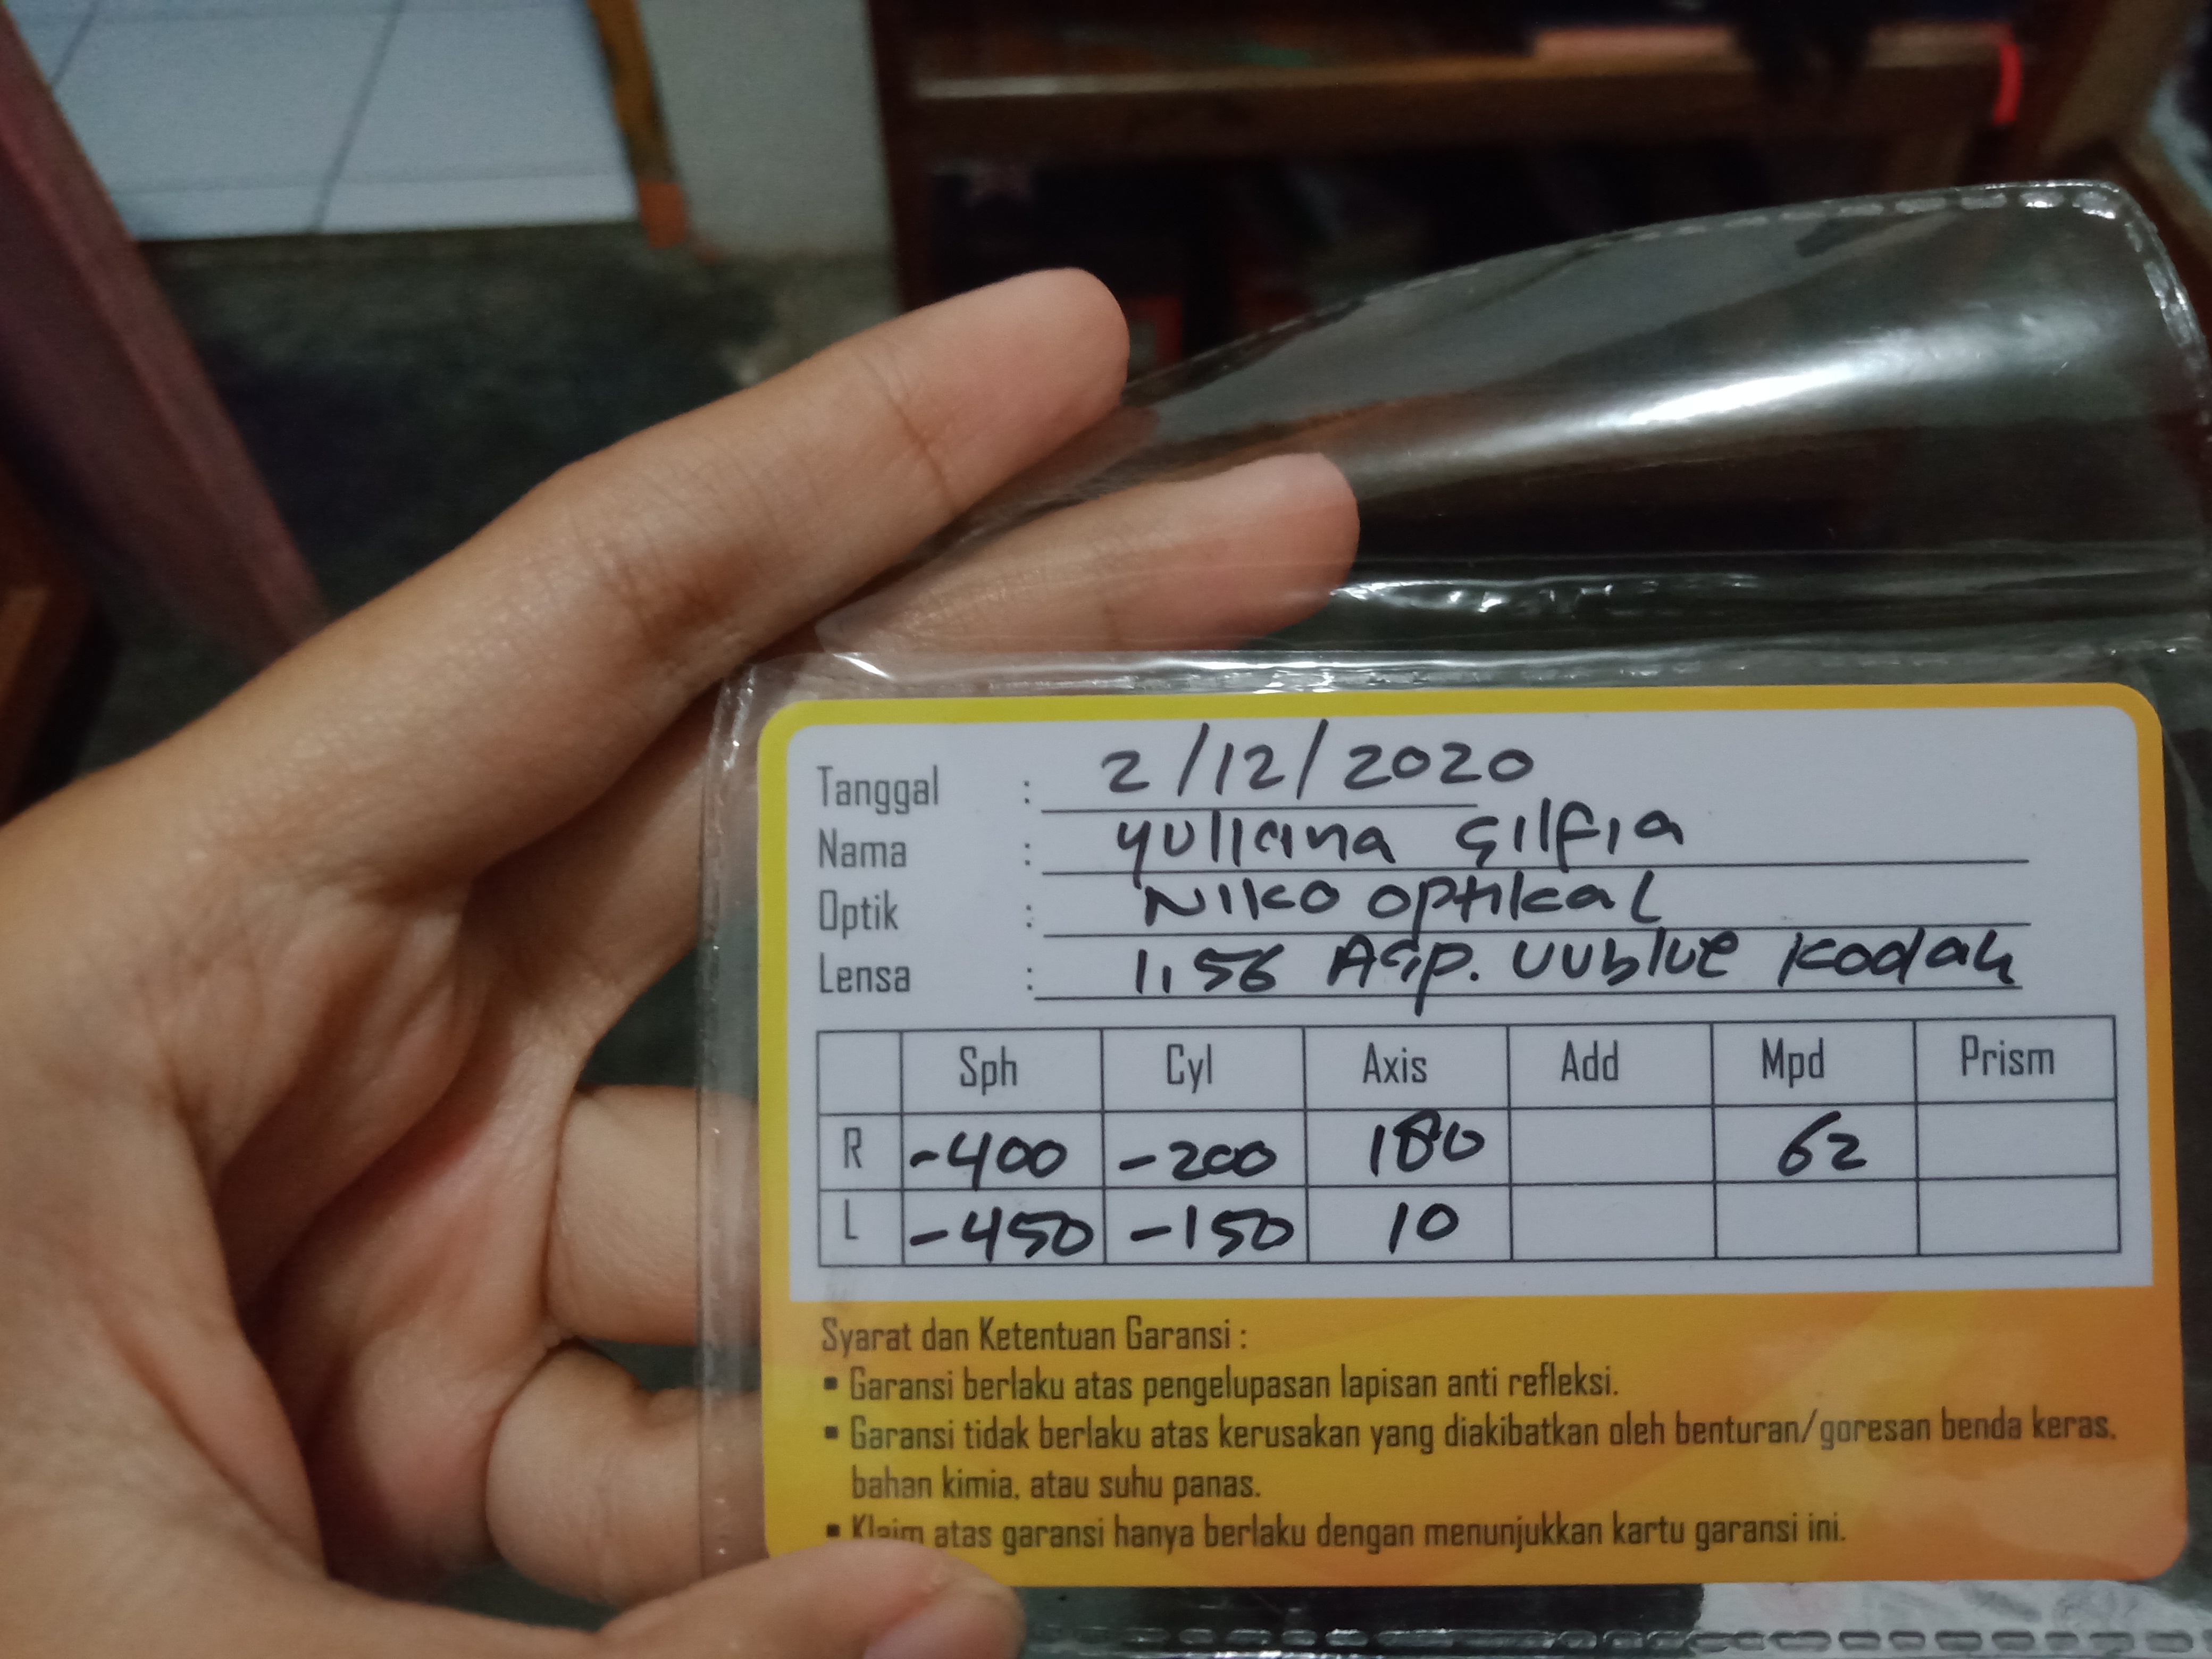 Tanggal : 2/12/2020
Nama : Yuliana Silfia
Optik : Niko Optikal
Lensa : 1,56 Asp. UVblue Kodak
Sph Cyl Axis Add Mpd Prism
R -400 -200 180 62
L -450 -150 10
Syarat dan Ketentuan Garansi :
▪ Garansi berlaku atas pengelupasan lapisan anti refleksi.
▪ Garansi tidak berlaku atas kerusakan yang diakibatkan oleh benturan/goresan benda keras,
bahan kimia, atau suhu panas.
▪ Klaim atas garansi hanya berlaku dengan menunjukkan kartu garansi ini.